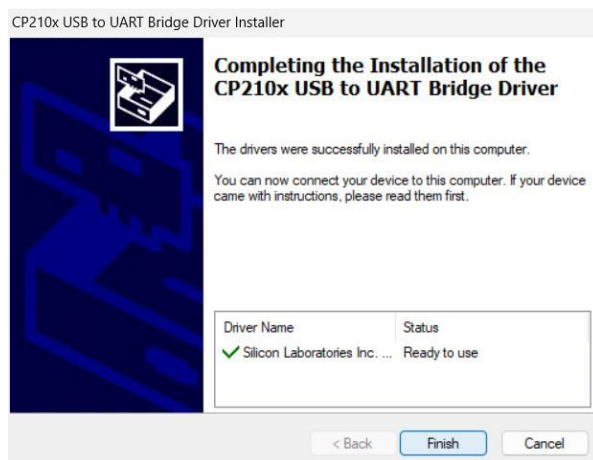 CP210x USB to UART Bridge Driver Installer
Completing the Installation of the
CP210x USB to UART Bridge Driver
The drivers were successfully installed on this computer.
You can now connect your device to this computer. If your device
came with instructions, please read them first.
Driver Name Status
Silicon Laboratories Inc. ... Ready to use
< Back Finish Cancel